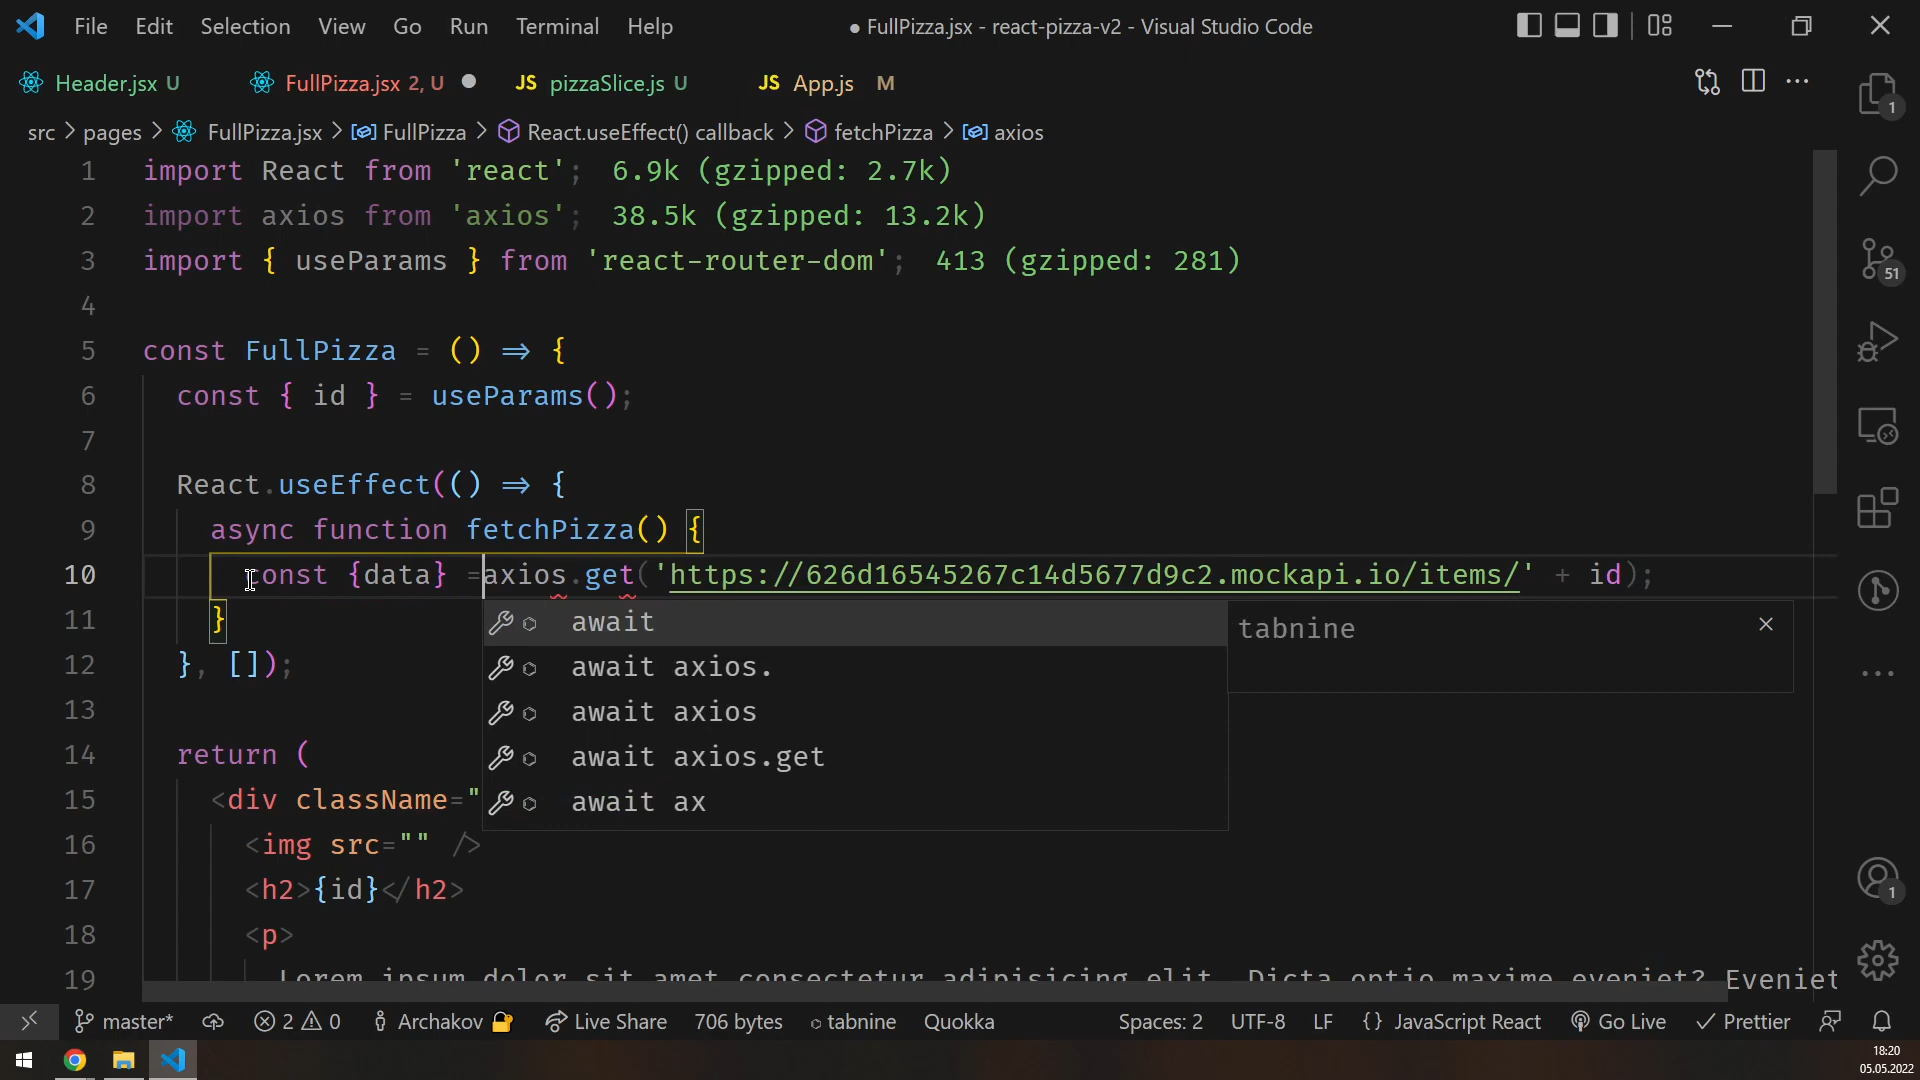 File Edit Selection View Go Run Terminal Help ● FullPizza.jsx - react-pizza-v2 - Visual Studio Code
Header.jsx U FullPizza.jsx 2, U ● JS pizzaSlice.js U JS App.js M
src > pages > FullPizza.jsx > FullPizza > React.useEffect() callback > fetchPizza > axios
1 import React from 'react'; 6.9k (gzipped: 2.7k)
2 import axios from 'axios'; 38.5k (gzipped: 13.2k)
3 import { useParams } from 'react-router-dom'; 413 (gzipped: 281)
4
5 const FullPizza = () => {
6 const { id } = useParams();
7
8 React.useEffect(() => {
9 async function fetchPizza() {
10 const {data} =axios.get('https://626d16545267c14d5677d9c2.mockapi.io/items/' + id);
11 }
12 }, []);
13
14 return (
15 <div className="
16 <img src="" />
17 <h2>{id}</h2>
18 <p>
19 Lorem ipsum dolor sit amet consectetur adipisicing elit. Dicta optio maxime eveniet? Eveniet
await
await axios.
await axios
await axios.get
await ax
tabnine
1
51
1
master* 2 0 Archakov Live Share 706 bytes tabnine Quokka Spaces: 2 UTF-8 LF {} JavaScript React Go Live Prettier
18:20
05.05.2022